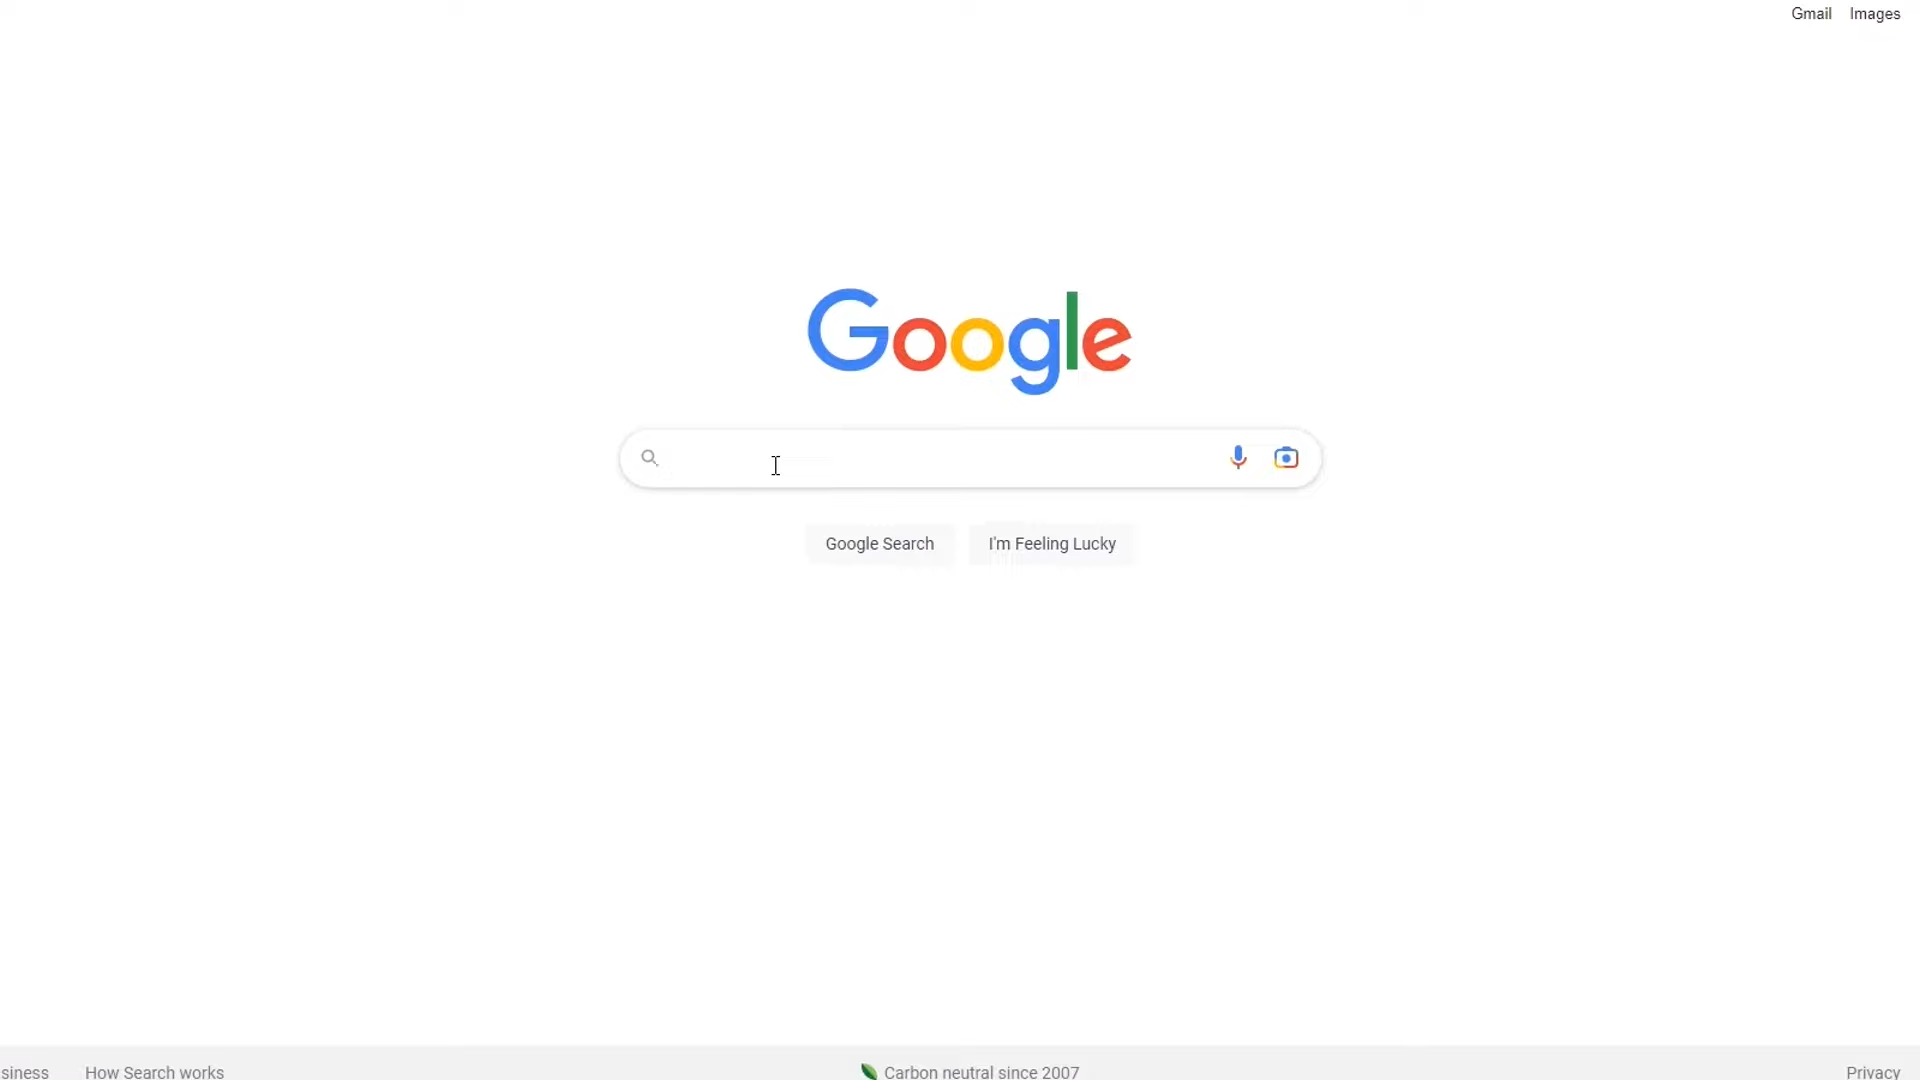 Gmail Images
Google
Google Search I'm Feeling Lucky
siness How Search works Carbon neutral since 2007 Privacy